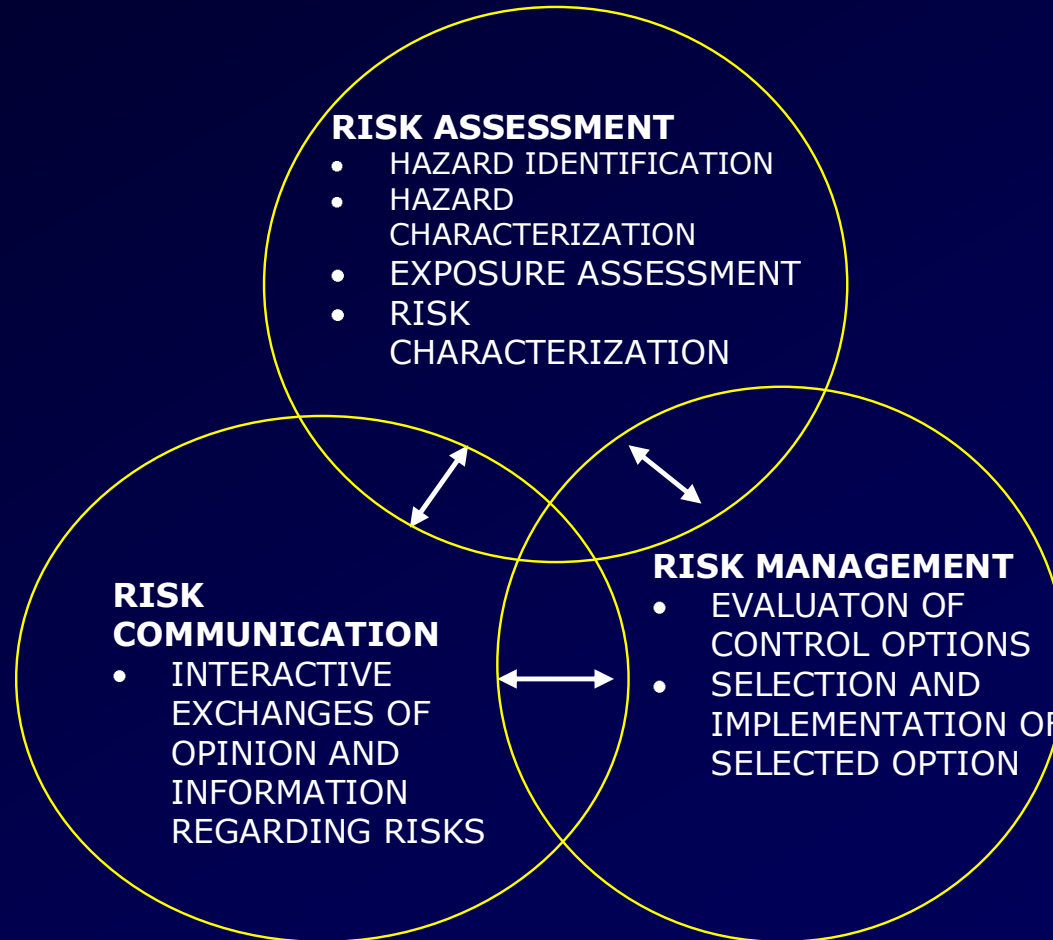 RISK ASSESSMENT
• HAZARD IDENTIFICATION
• HAZARD
CHARACTERIZATION
• EXPOSURE ASSESSMENT
• RISK
CHARACTERIZATION
RISK
COMMUNICATION
• INTERACTIVE
EXCHANGES OF
OPINION AND
INFORMATION
REGARDING RISKS
RISK MANAGEMENT
• EVALUATON OF
CONTROL OPTIONS
• SELECTION AND
IMPLEMENTATION OF
SELECTED OPTION